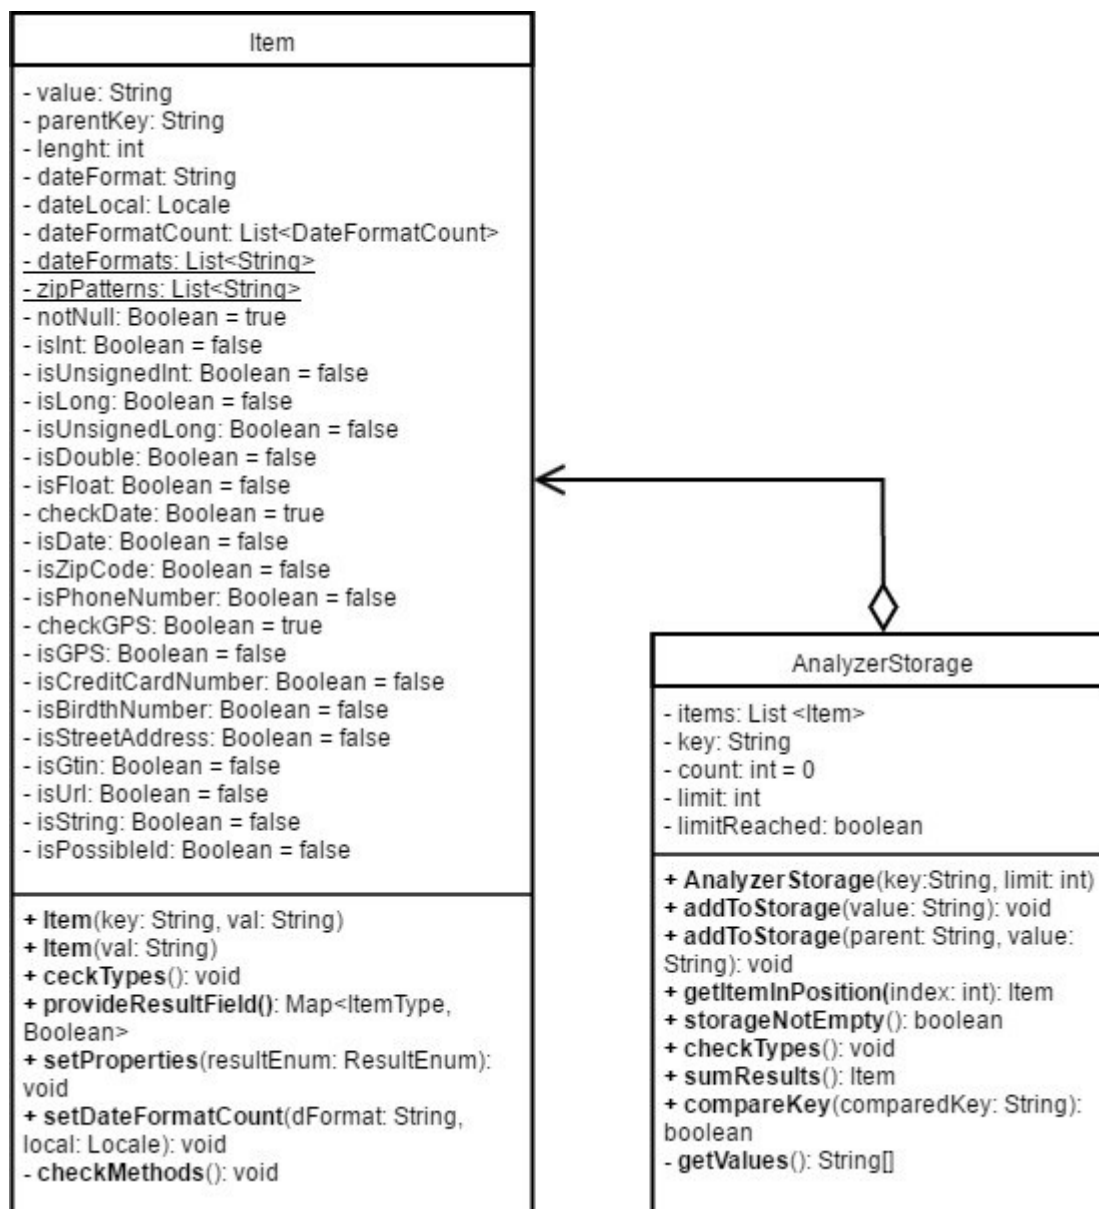 Item
- value: String
- parentKey: String
- lenght: int
- dateFormat: String
- dateLocal: Locale
- dateFormatCount: List<DateFormatCount>
- dateFormats: List<String>
- zipPatterns: List<String>
- notNull: Boolean = true
- isInt: Boolean = false
- isUnsignedInt: Boolean = false
- isLong: Boolean = false
- isUnsignedLong: Boolean = false
- isDouble: Boolean = false
- isFloat: Boolean = false
- checkDate: Boolean = true
- isDate: Boolean = false
- isZipCode: Boolean = false
- isPhoneNumber: Boolean = false
- checkGPS: Boolean = true
- isGPS: Boolean = false
- isCreditCardNumber: Boolean = false
- isBirdthNumber: Boolean = false
- isStreetAddress: Boolean = false
- isGtin: Boolean = false
- isUrl: Boolean = false
- isString: Boolean = false
- isPossibleId: Boolean = false
+ Item(key: String, val: String)
+ Item(val: String)
+ ceckTypes(): void
+ provideResultField(): Map<ItemType,
Boolean>
+ setProperties(resultEnum: ResultEnum):
void
+ setDateFormatCount(dFormat: String,
local: Locale): void
- checkMethods(): void
AnalyzerStorage
- items: List <Item>
- key: String
- count: int = 0
- limit: int
- limitReached: boolean
+ AnalyzerStorage(key:String, limit: int)
+ addToStorage(value: String): void
+ addToStorage(parent: String, value:
String): void
+ getItemInPosition(index: int): Item
+ storageNotEmpty(): boolean
+ checkTypes(): void
+ sumResults(): Item
+ compareKey(comparedKey: String):
boolean
- getValues(): String[]